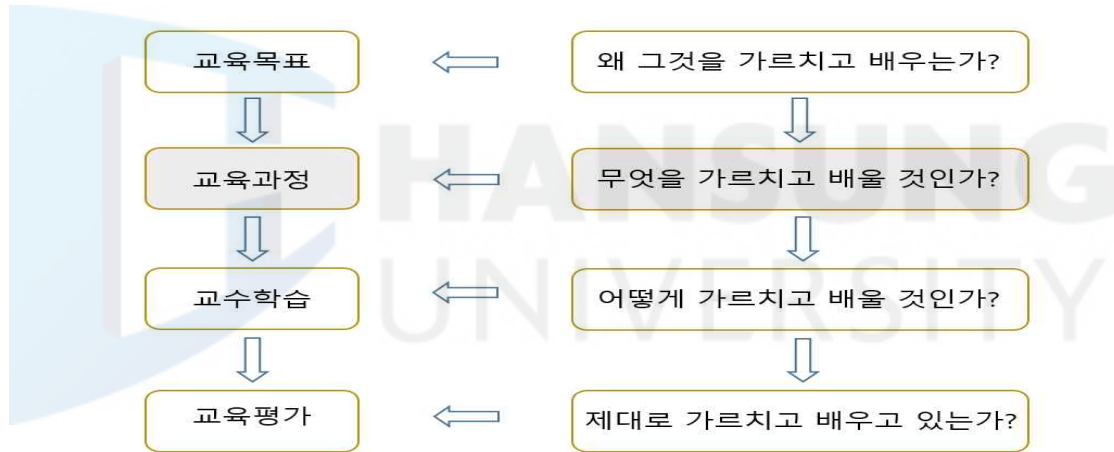 교육목표
왜 그것을 가르치고 배우는가?
교육과정
무엇을 가르치고 배울 것인가?
교수학습
어떻게 가르치고 배울 것인가?
교육평가
제대로 가르치고 배우고 있는가?
HANSUNG
UNIVERSITY